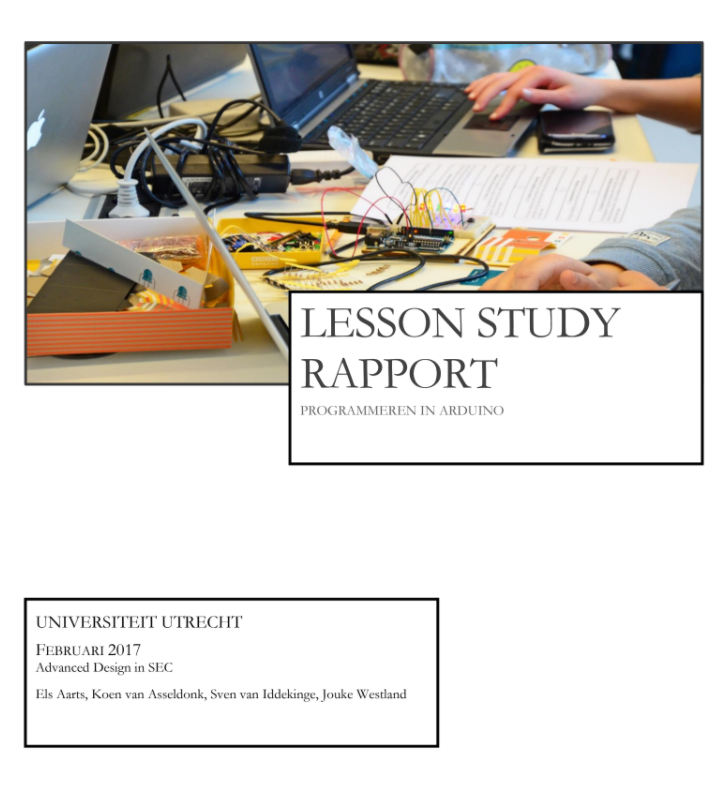 LESSON STUDY
RAPPORT
PROGRAMMEREN IN ARDUINO
UNIVERSITEIT UTRECHT
FEBRUARI 2017
Advanced Design in SEC
Els Aarts, Koen van Asseldonk, Sven van Iddekinge, Jouke Westland